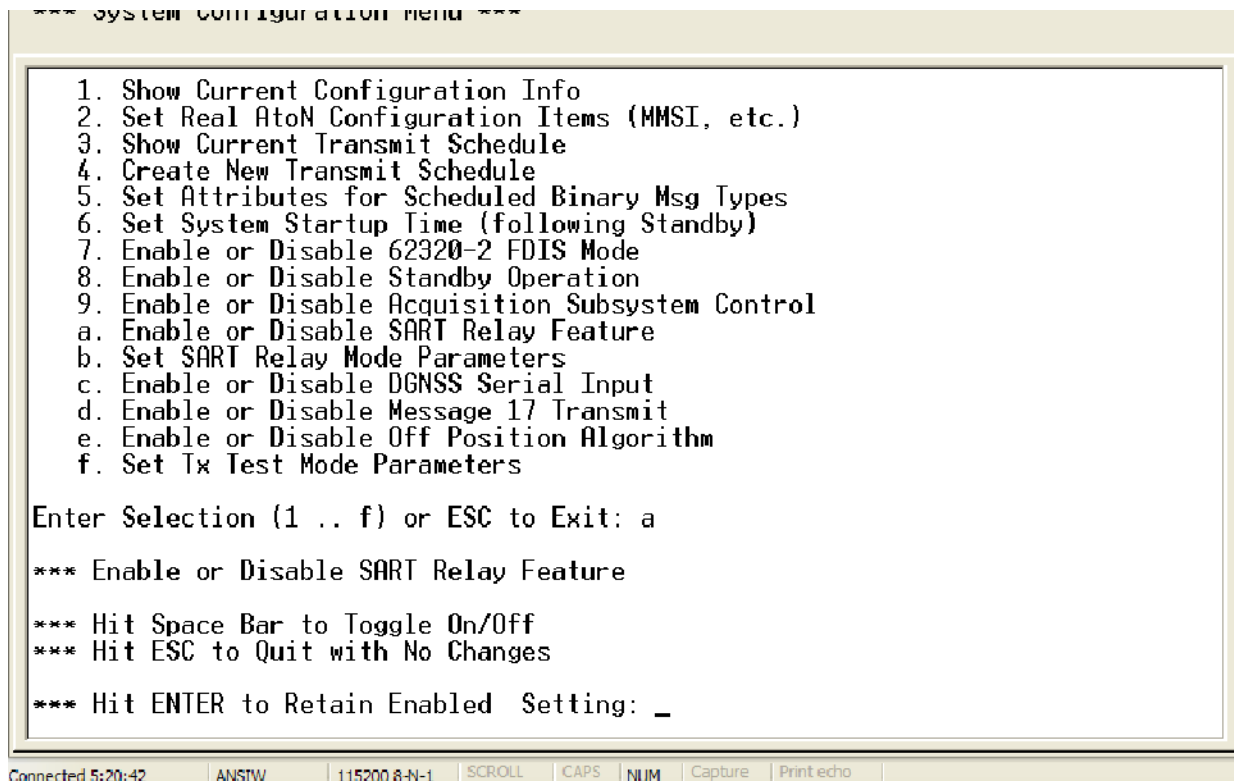 *** System Configuration Menu ***
1. Show Current Configuration Info
2. Set Real AtoN Configuration Items (MMSI, etc.)
3. Show Current Transmit Schedule
4. Create New Transmit Schedule
5. Set Attributes for Scheduled Binary Msg Types
6. Set System Startup Time (following Standby)
7. Enable or Disable 62320-2 FDIS Mode
8. Enable or Disable Standby Operation
9. Enable or Disable Acquisition Subsystem Control
a. Enable or Disable SART Relay Feature
b. Set SART Relay Mode Parameters
c. Enable or Disable DGNSS Serial Input
d. Enable or Disable Message 17 Transmit
e. Enable or Disable Off Position Algorithm
f. Set Tx Test Mode Parameters
Enter Selection (1 .. f) or ESC to Exit: a
*** Enable or Disable SART Relay Feature
*** Hit Space Bar to Toggle On/Off
*** Hit ESC to Quit with No Changes
*** Hit ENTER to Retain Enabled  Setting: _
Connected 5:20:42 ANSIW 115200 8-N-1 SCROLL CAPS NUM Capture Print echo